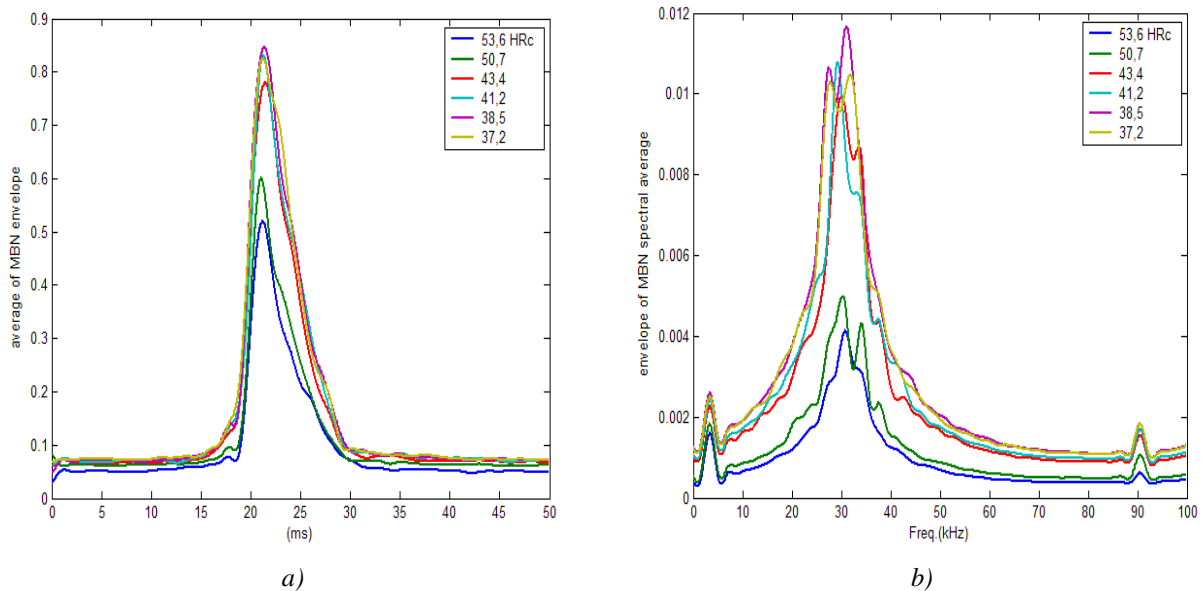 average of MBN envelope
0.9
0.8
0.7
0.6
0.5
0.4
0.3
0.2
0.1
0
0 5 10 15 20 25 30 35 40 45 50
(ms)
53,6 HRc
50,7
43,4
41,2
38,5
37,2
a)
envelope of MBN spectral average
0.012
0.01
0.008
0.006
0.004
0.002
0
0 10 20 30 40 50 60 70 80 90 100
Freq.(kHz)
53,6 HRc
50,7
43,4
41,2
38,5
37,2
b)